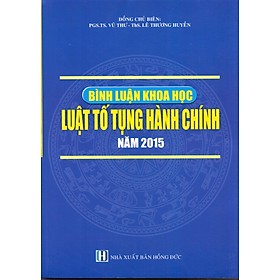 ĐỒNG CHỦ BIÊN:
PGS.TS. VŨ THƯ - ThS. LÊ THƯƠNG HUYỀN
BÌNH LUẬN KHOA HỌC
LUẬT TỐ TỤNG HÀNH CHÍNH
NĂM 2015
NHÀ XUẤT BẢN HỒNG ĐỨC